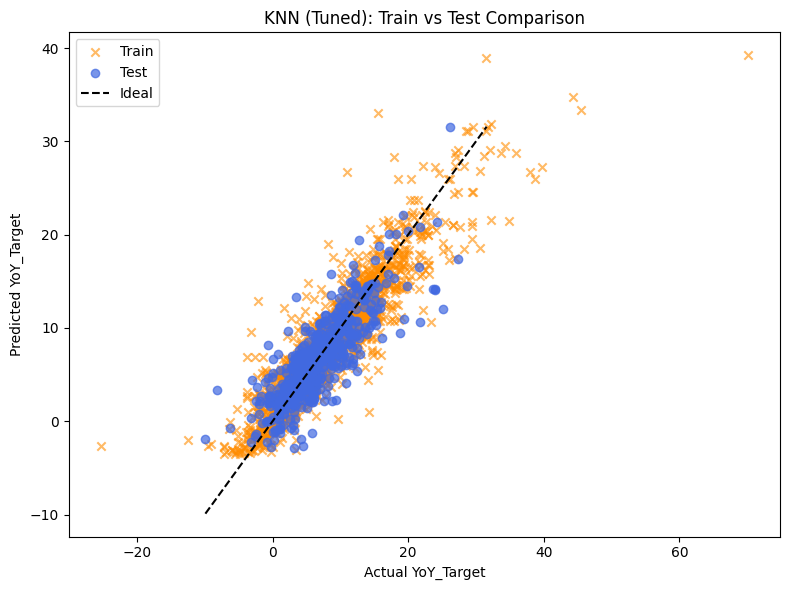 KNN (Tuned): Train vs Test Comparison
Train
Test
Ideal
40
30
20
10
0
−10
Predicted YoY_Target
−20
0
20
40
60
Actual YoY_Target